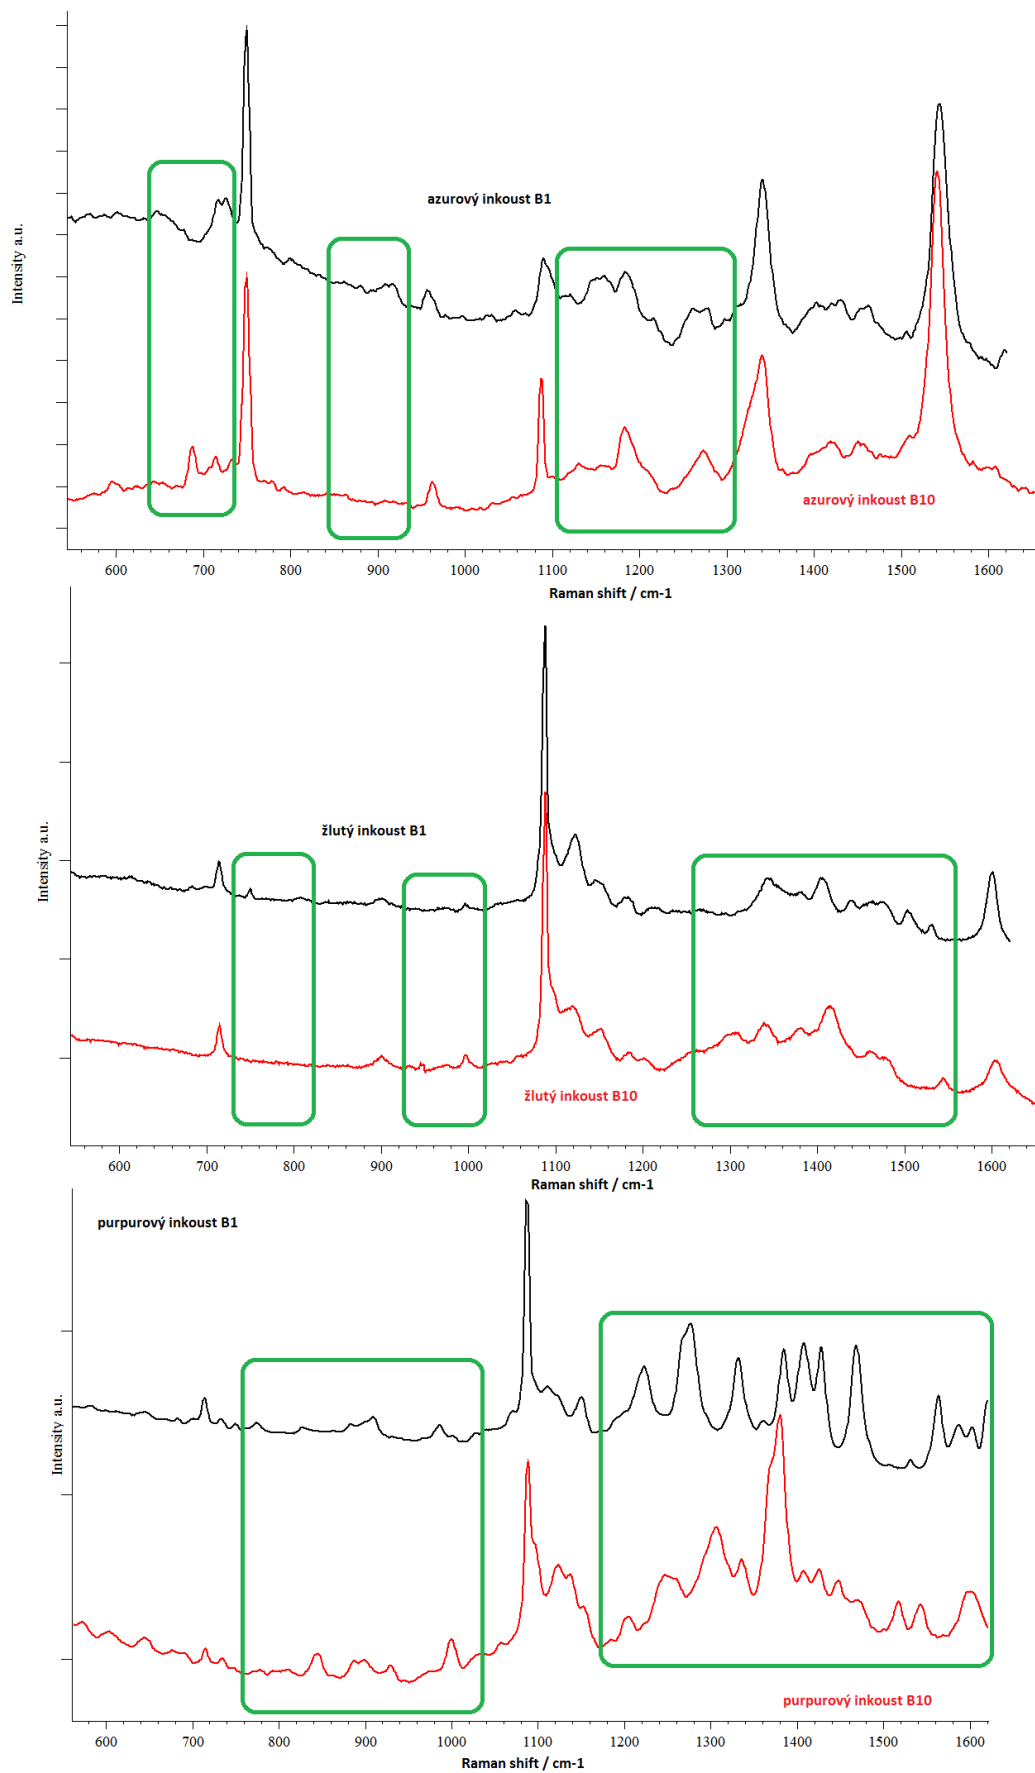 Intensity a.u.
azurový inkoust B1
azurový inkoust B10
600 700 800 900 1000 1100 1200 1300 1400 1500 1600
Raman shift / cm-1
Intensity a.u.
žlutý inkoust B1
žlutý inkoust B10
600 700 800 900 1000 1100 1200 1300 1400 1500 1600
Raman shift / cm-1
purpurový inkoust B1
Intensity a.u.
purpurový inkoust B10
600 700 800 900 1000 1100 1200 1300 1400 1500 1600
Raman shift / cm-1